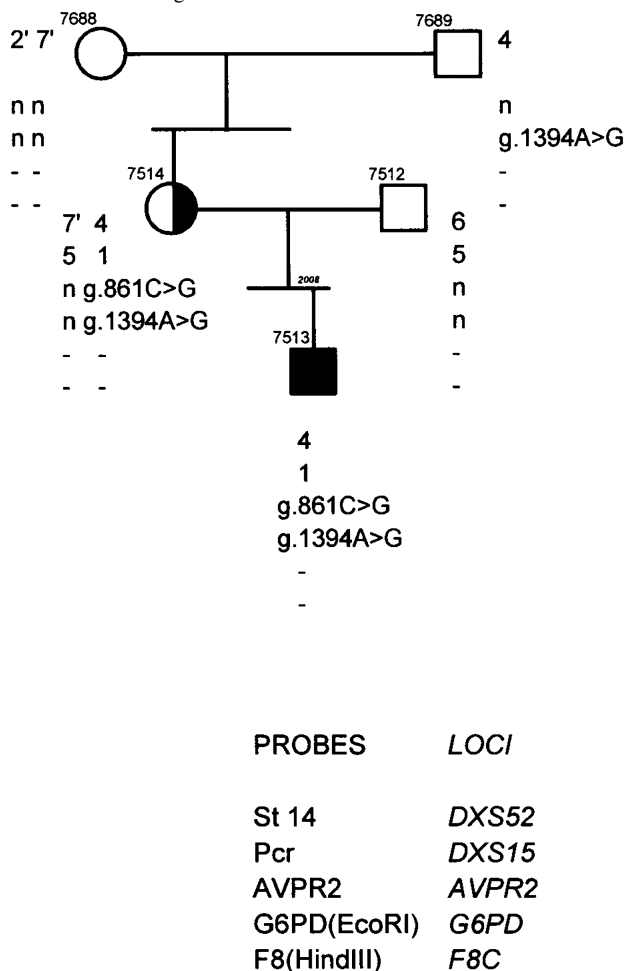 7688
7689
2' 7'
4
n n
n n
- -
- -
n
g.1394A>G
-
-
7514
7512
7' 4
5 1
n g.861C>G
n g.1394A>G
- -
- -
6
5
n
n
-
-
2008
7513
4
1
g.861C>G
g.1394A>G
-
-
PROBES LOCI
St 14 DXS52
Pcr DXS15
AVPR2 AVPR2
G6PD(EcoRI) G6PD
F8(HindIII) F8C